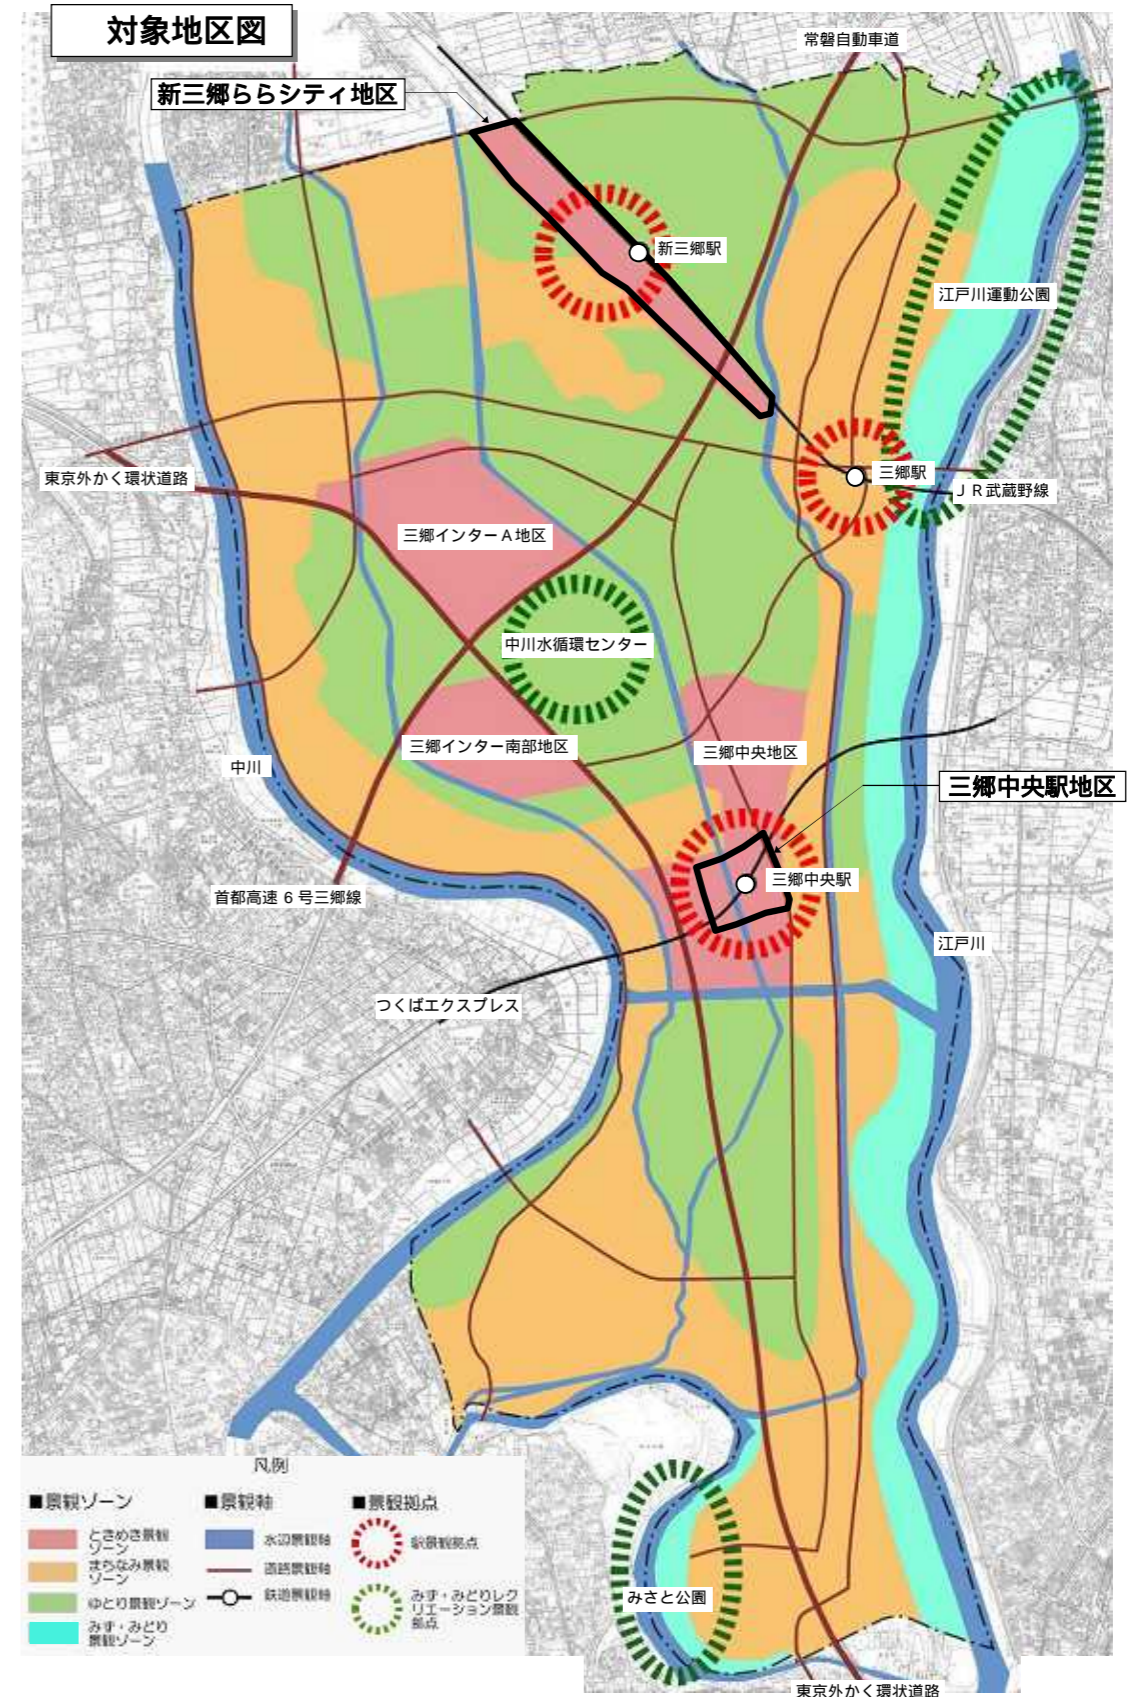 対象地区図
常磐自動車道
新三郷ららシティ地区
新三郷駅
江戸川運動公園
三郷駅
東京外かく環状道路
ＪＲ武蔵野線
三郷インターＡ地区
中川水循環センター
三郷インター南部地区
三郷中央地区
中川
三郷中央駅地区
三郷中央駅
首都高速６号三郷線
江戸川
つくばエクスプレス
凡例
■景観ゾーン
ときめき景観
ゾーン
まちなみ景観
ゾーン
ゆとり景観ゾーン
みず・みどり
景観ゾーン
■景観軸
水辺景観軸
道路景観軸
鉄道景観軸
■景観拠点
駅景観拠点
みず・みどりレク
リエーション景観
拠点
みさと公園
東京外かく環状道路